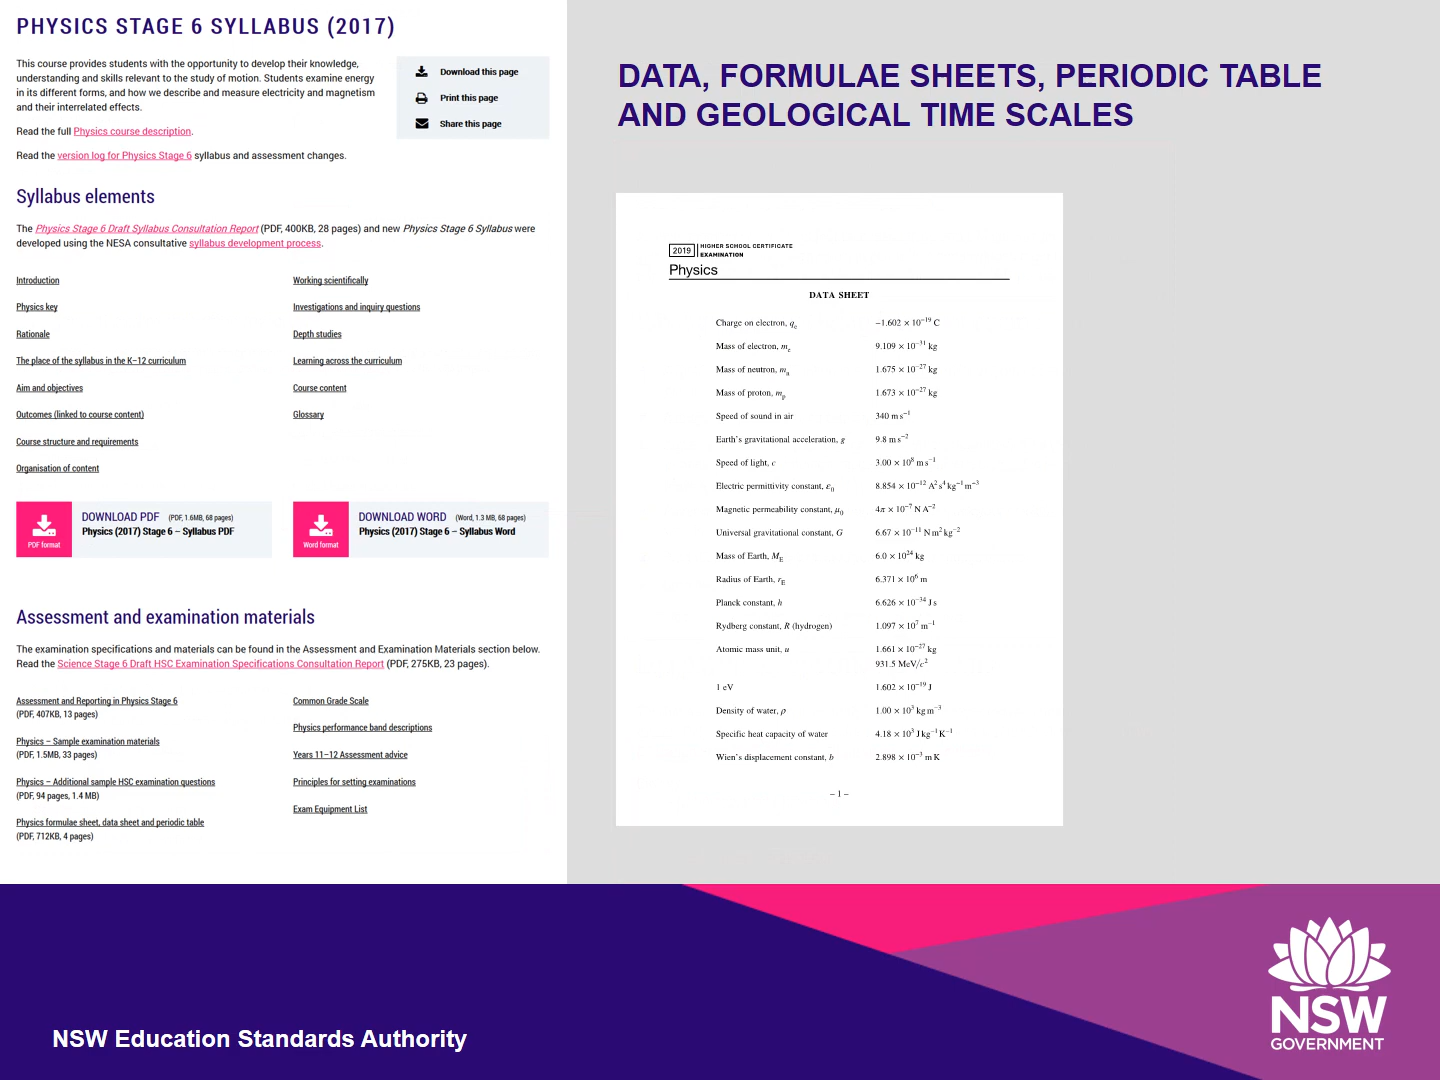 PHYSICS STAGE 6 SYLLABUS (2017)
This course provides students with the opportunity to develop their knowledge,
understanding and skills relevant to the study of motion. Students examine energy
in its different forms, and how we describe and measure electricity and magnetism
and their interrelated effects.
Read the full Physics course description.
Read the version log for Physics Stage 6 syllabus and assessment changes.
Download this page
Print this page
Share this page
Syllabus elements
The Physics Stage 6 Draft Syllabus Consultation Report (PDF, 400KB, 28 pages) and new Physics Stage 6 Syllabus were
developed using the NESA consultative syllabus development process.
Introduction
Physics key
Rationale
The place of the syllabus in the K–12 curriculum
Aim and objectives
Outcomes (linked to course content)
Course structure and requirements
Organisation of content
Working scientifically
Investigations and inquiry questions
Depth studies
Learning across the curriculum
Course content
Glossary
PDF format
DOWNLOAD PDF (PDF, 1.6MB, 68 pages)
Physics (2017) Stage 6 – Syllabus PDF
Word format
DOWNLOAD WORD (Word, 1.3 MB, 68 pages)
Physics (2017) Stage 6 – Syllabus Word
Assessment and examination materials
The examination specifications and materials can be found in the Assessment and Examination Materials section below.
Read the Science Stage 6 Draft HSC Examination Specifications Consultation Report (PDF, 275KB, 23 pages).
Assessment and Reporting in Physics Stage 6
(PDF, 407KB, 13 pages)
Physics – Sample examination materials
(PDF, 1.5MB, 33 pages)
Physics – Additional sample HSC examination questions
(PDF, 94 pages, 1.4 MB)
Physics formulae sheet, data sheet and periodic table
(PDF, 712KB, 4 pages)
Common Grade Scale
Physics performance band descriptions
Years 11–12 Assessment advice
Principles for setting examinations
Exam Equipment List
DATA, FORMULAE SHEETS, PERIODIC TABLE
AND GEOLOGICAL TIME SCALES
2019 HIGHER SCHOOL CERTIFICATE
EXAMINATION
Physics
DATA SHEET
Charge on electron, qₑ −1.602 × 10⁻¹⁹ C
Mass of electron, mₑ 9.109 × 10⁻³¹ kg
Mass of neutron, mₙ 1.675 × 10⁻²⁷ kg
Mass of proton, mₚ 1.673 × 10⁻²⁷ kg
Speed of sound in air 340 m s⁻¹
Earth's gravitational acceleration, g 9.8 m s⁻²
Speed of light, c 3.00 × 10⁸ m s⁻¹
Electric permittivity constant, ε₀ 8.854 × 10⁻¹² A² s⁴ kg⁻¹ m⁻³
Magnetic permeability constant, μ₀ 4π × 10⁻⁷ N A⁻²
Universal gravitational constant, G 6.67 × 10⁻¹¹ N m² kg⁻²
Mass of Earth, M_E 6.0 × 10²⁴ kg
Radius of Earth, r_E 6.371 × 10⁶ m
Planck constant, h 6.626 × 10⁻³⁴ J s
Rydberg constant, R (hydrogen) 1.097 × 10⁷ m⁻¹
Atomic mass unit, u 1.661 × 10⁻²⁷ kg
931.5 MeV/c²
1 eV 1.602 × 10⁻¹⁹ J
Density of water, ρ 1.00 × 10³ kg m⁻³
Specific heat capacity of water 4.18 × 10³ J kg⁻¹ K⁻¹
Wien's displacement constant, b 2.898 × 10⁻³ m K
– 1 –
NSW Education Standards Authority
NSW
GOVERNMENT